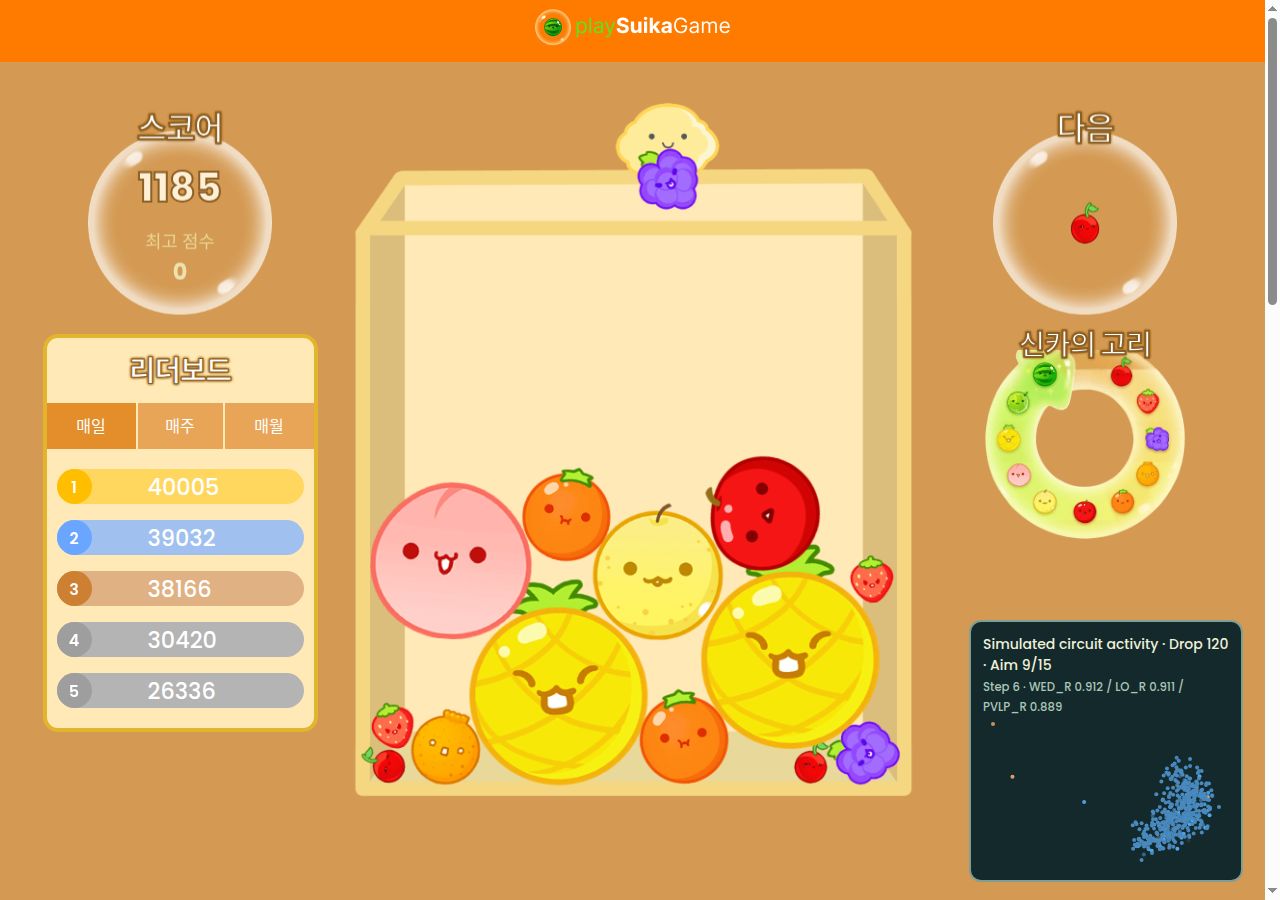 playSuikaGame
스코어
1185
최고 점수
0
다음
리더보드
매일
매주
매월
1 40005
2 39032
3 38166
4 30420
5 26336
신카의 고리
Simulated circuit activity · Drop 120
· Aim 9/15
Step 6 · WED_R 0.912 / LO_R 0.911 /
PVLP_R 0.889